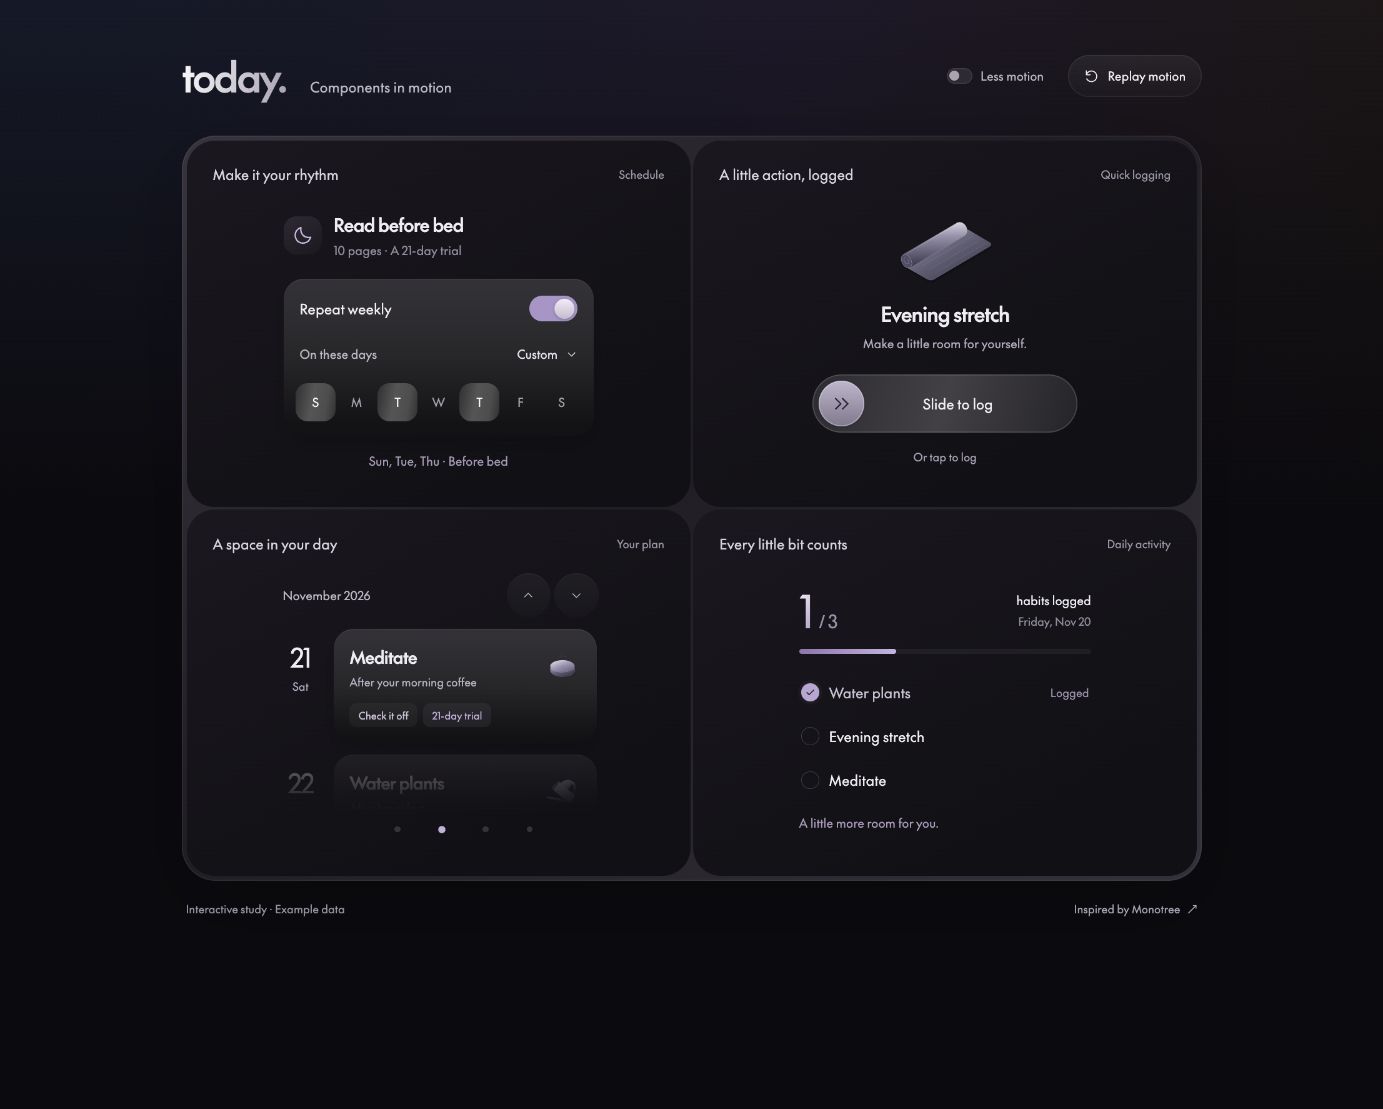 today.
Components in motion
Less motion
Replay motion
Make it your rhythm
Schedule
Read before bed
10 pages · A 21-day trial
Repeat weekly
On these days
Custom
S M T W T F S
Sun, Tue, Thu · Before bed
A little action, logged
Quick logging
Evening stretch
Make a little room for yourself.
Slide to log
Or tap to log
A space in your day
Your plan
November 2026
21
Sat
Meditate
After your morning coffee
Check it off
21-day trial
22
Water plants
Every little bit counts
Daily activity
1 / 3
habits logged
Friday, Nov 20
Water plants
Logged
Evening stretch
Meditate
A little more room for you.
Interactive study · Example data
Inspired by Monotree ↗